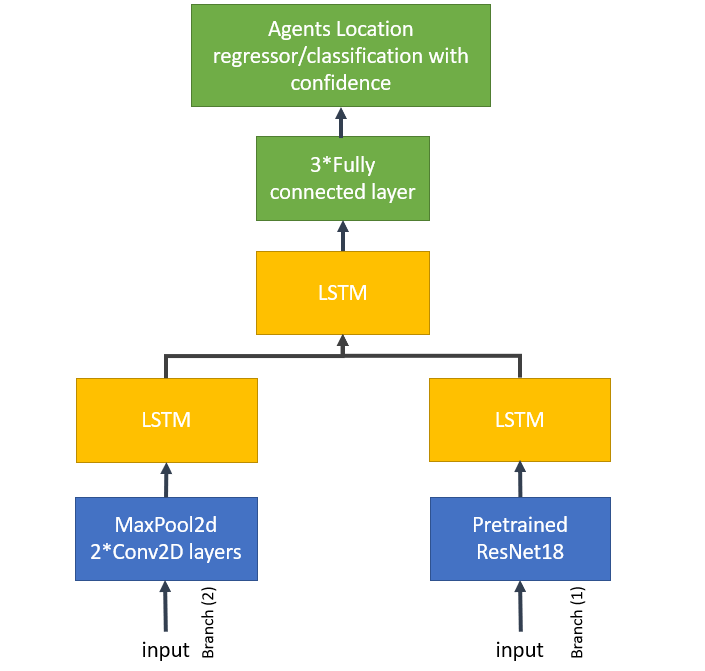 Agents Location
regressor/classification with
confidence
3*Fully
connected layer
LSTM
LSTM
LSTM
MaxPool2d
2*Conv2D layers
Pretrained
ResNet18
input
Branch (2)
input
Branch (1)